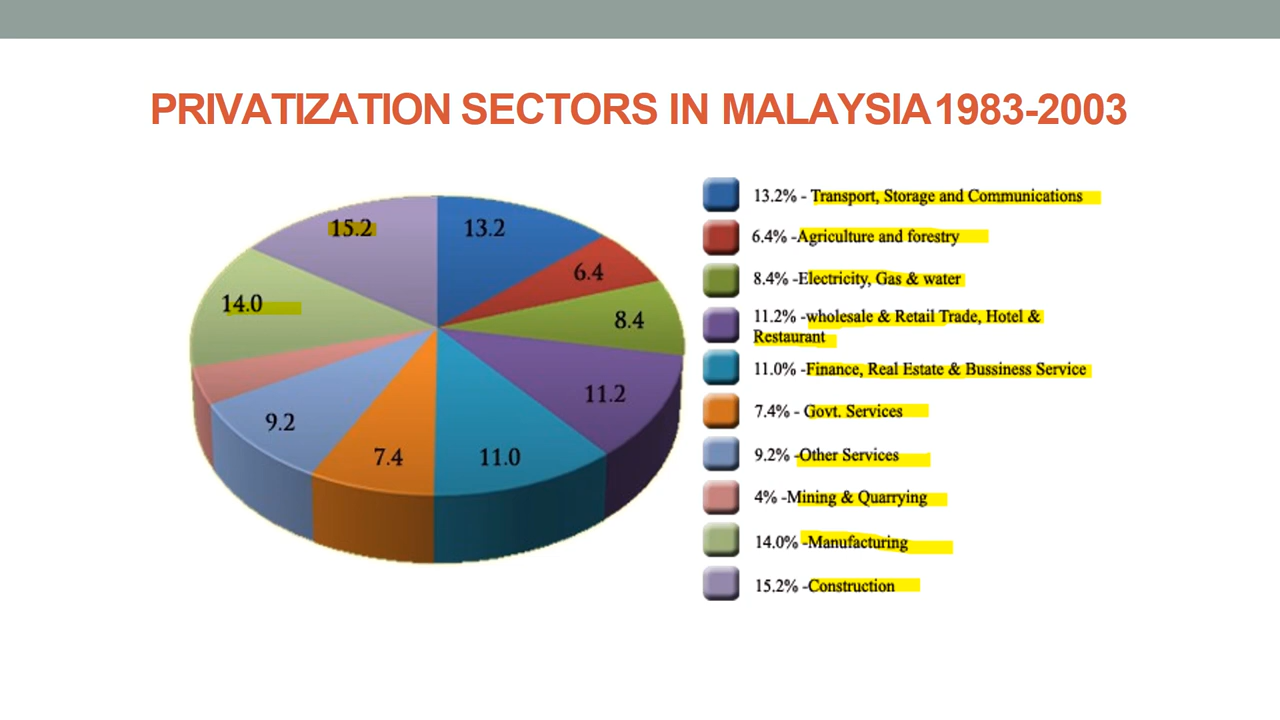 PRIVATIZATION SECTORS IN MALAYSIA 1983-2003
15.2
13.2
6.4
14.0
8.4
11.2
9.2
7.4
11.0
13.2% - Transport, Storage and Communications
6.4% -Agriculture and forestry
8.4% -Electricity, Gas & water
11.2% -wholesale & Retail Trade, Hotel &
Restaurant
11.0% -Finance, Real Estate & Bussiness Service
7.4% - Govt. Services
9.2% -Other Services
4% -Mining & Quarrying
14.0% -Manufacturing
15.2% -Construction